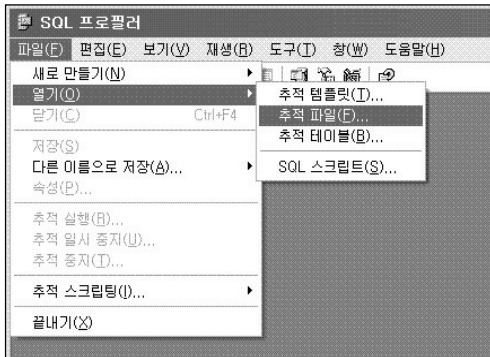 SQL 프로필러
파일(F) 편집(E) 보기(V) 재생(R) 도구(T) 창(W) 도움말(H)
새로 만들기(N)
열기(O)
닫기(C) Ctrl+F4
저장(S)
다른 이름으로 저장(A)...
속성(P)...
추적 실행(R)...
추적 일시 중지(U)...
추적 중지(T)...
추적 스크립팅(I)...
끝내기(X)
추적 템플릿(T)...
추적 파일(F)...
추적 테이블(B)...
SQL 스크립트(S)...